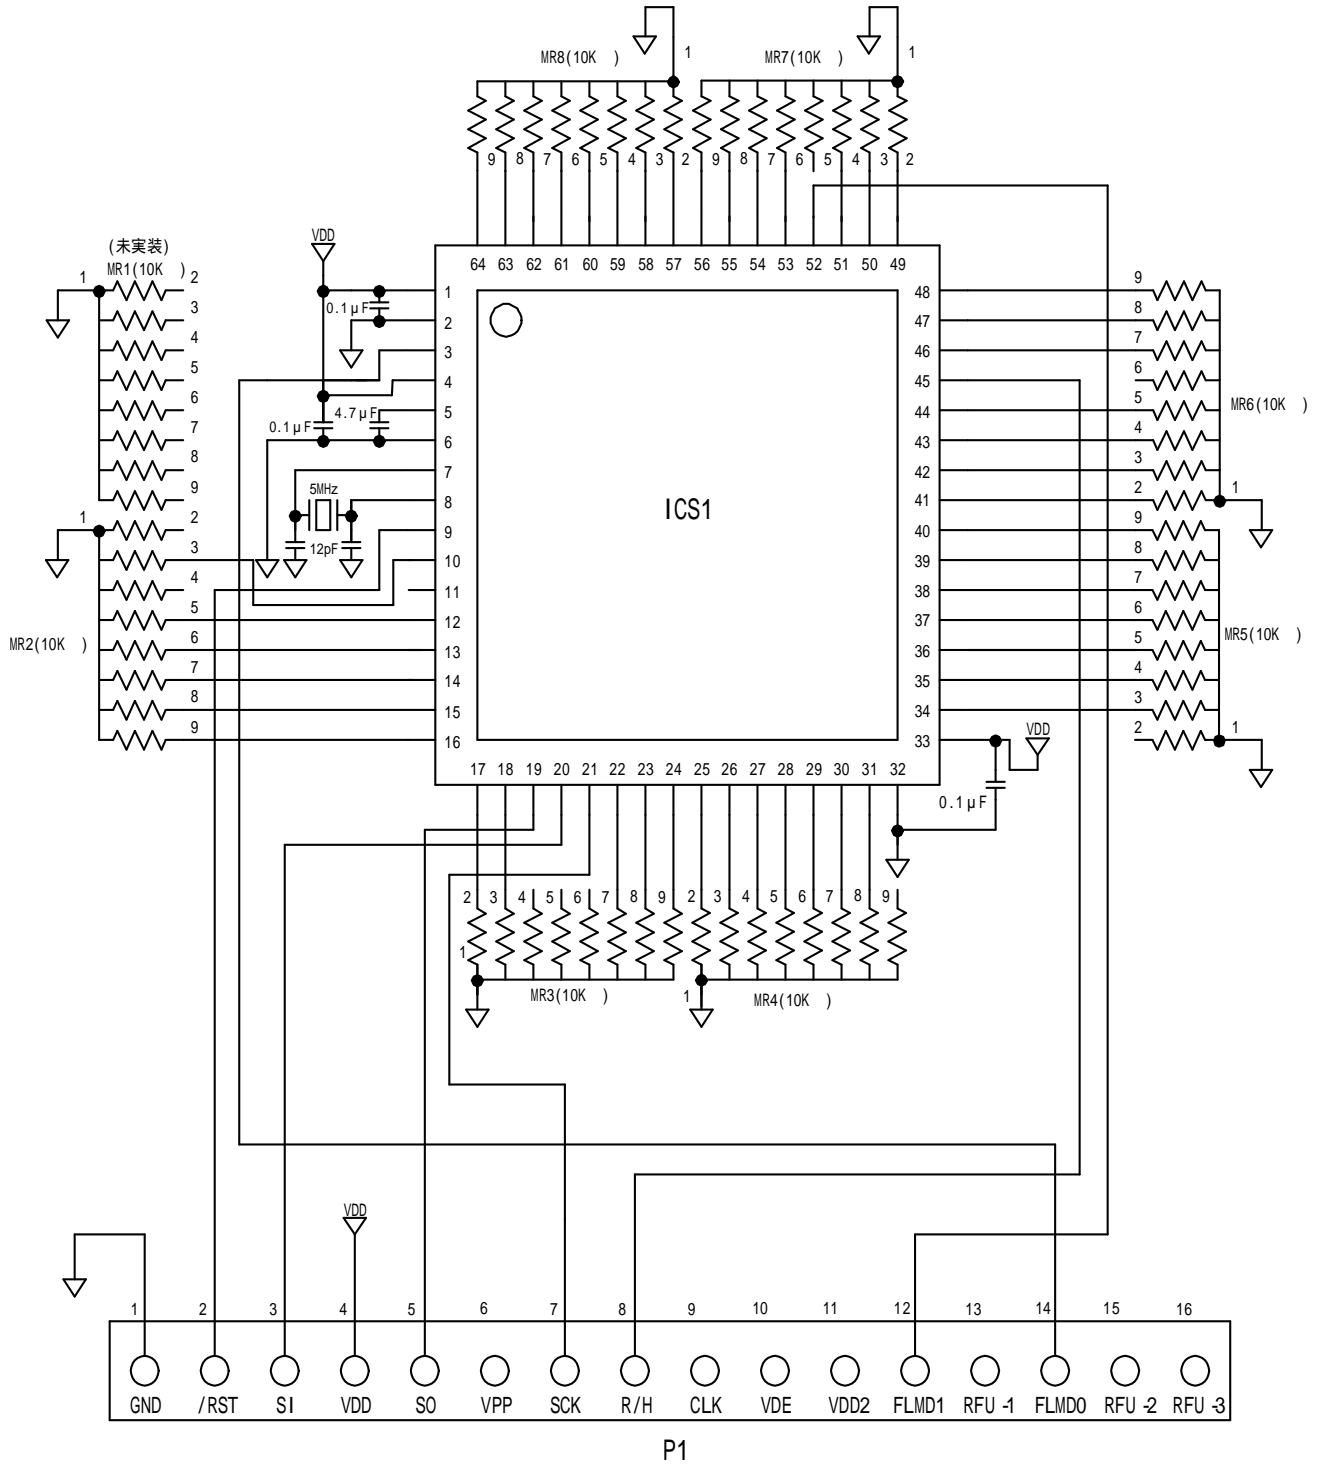 1
1
MR8(10K )
MR7(10K )
9 8 7 6 5 4 3 2 9 8 7 6 5 4 3 2
VDD
(未実装)
MR1(10K )
64 63 62 61 60 59 58 57 56 55 54 53 52 51 50 49
1 2
0.1μF
1
48
9
3
2
47
8
4
3
46
7
5
4
45
6
6
4.7μF
5
44
5
MR6(10K )
7
0.1μF
6
43
4
8
7
42
3
9
5MHz
8
ICS1
41
2
1
1
2
9
40
9
3
12pF
10
39
8
4
11
38
7
5
12
37
6
MR2(10K )
6
13
36
5
MR5(10K )
7
14
35
4
8
15
34
3
9
16
33
VDD
2
1
17 18 19 20 21 22 23 24 25 26 27 28 29 30 31 32
0.1μF
2 3 4 5 6 7 8 9 2 3 4 5 6 7 8 9
1
MR3(10K )
1
MR4(10K )
VDD
1 2 3 4 5 6 7 8 9 10 11 12 13 14 15 16
GND /RST SI VDD SO VPP SCK R/H CLK VDE VDD2 FLMD1 RFU-1 FLMD0 RFU-2 RFU-3
P1